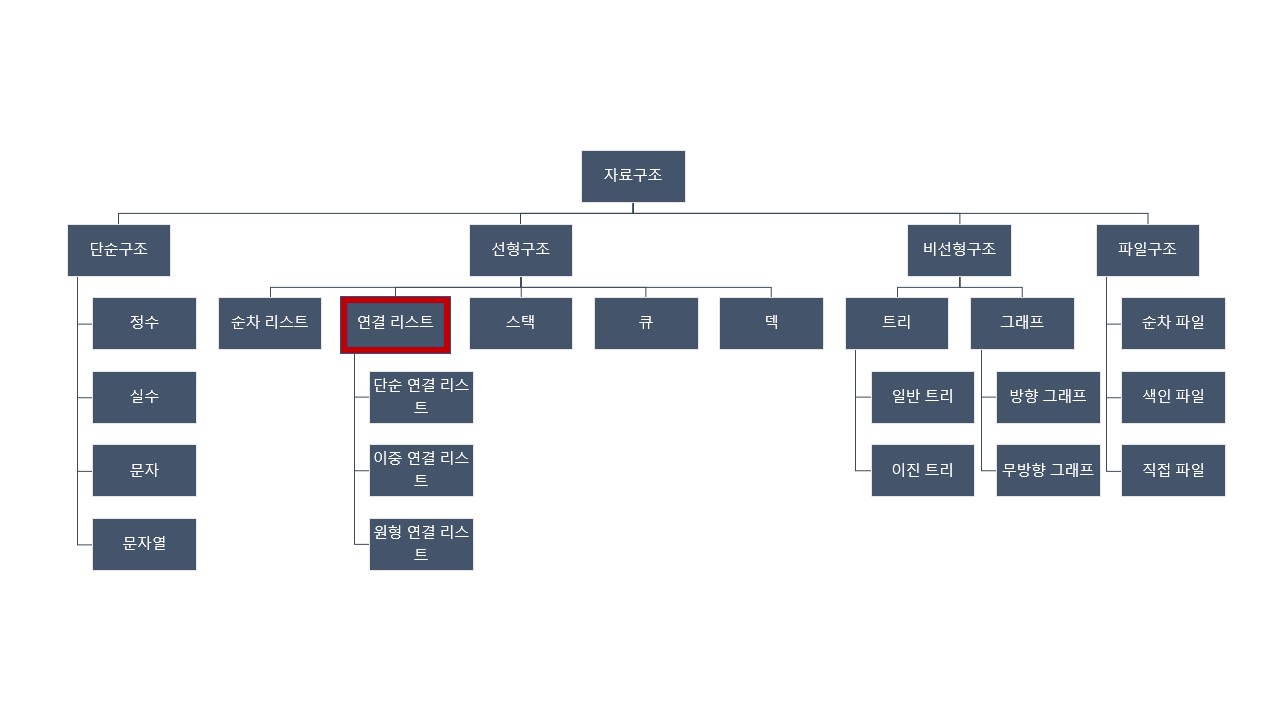 자료구조
단순구조
선형구조
비선형구조
파일구조
정수
순차 리스트
연결 리스트
스택
큐
덱
트리
그래프
순차 파일
실수
단순 연결 리스
트
일반 트리
방향 그래프
색인 파일
문자
이중 연결 리스
트
이진 트리
무방향 그래프
직접 파일
문자열
원형 연결 리스
트